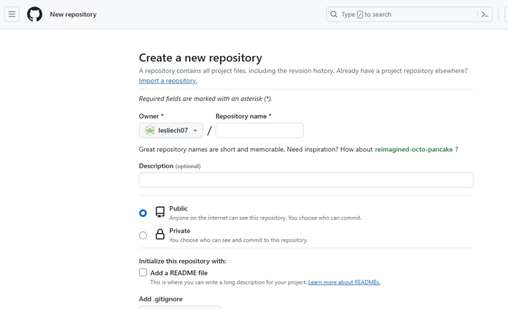 New repository
Type / to search
Create a new repository
A repository contains all project files, including the revision history. Already have a project repository elsewhere?
Import a repository.
Required fields are marked with an asterisk (*).
Owner * Repository name *
lesliech07 /
Great repository names are short and memorable. Need inspiration? How about reimagined-octo-pancake ?
Description (optional)
Public
Anyone on the internet can see this repository. You choose who can commit.
Private
You choose who can see and commit to this repository.
Initialize this repository with:
Add a README file
This is where you can write a long description for your project. Learn more about READMEs.
Add .gitignore